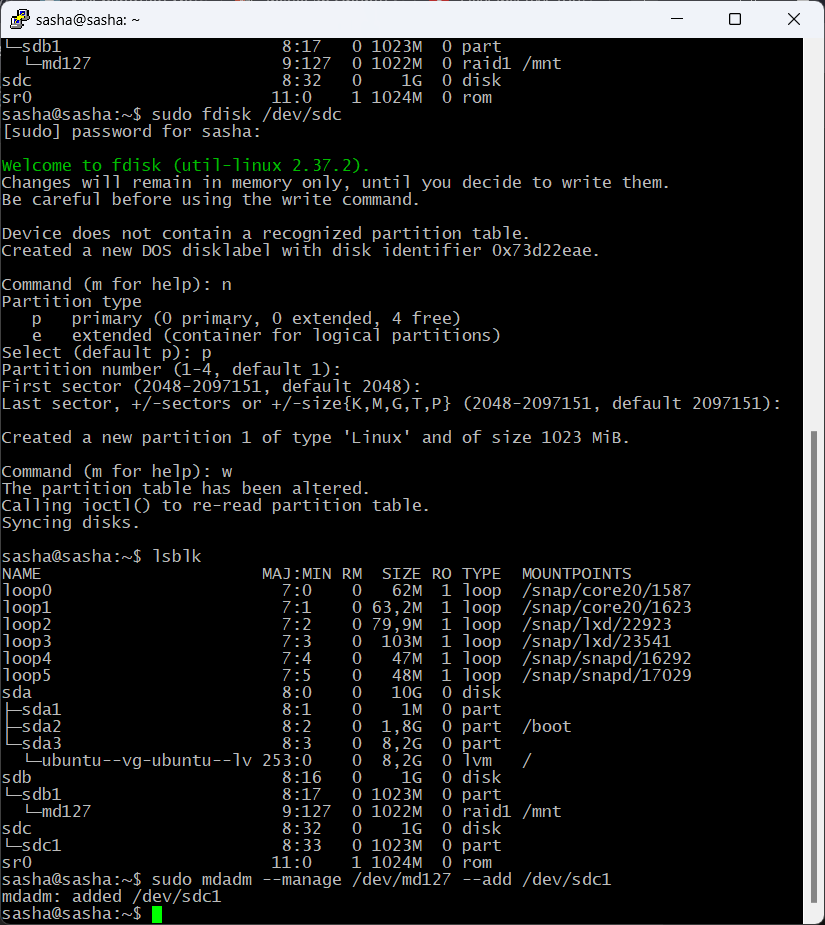 sasha@sasha: ~
└─sdb1                            8:17   0 1023M  0 part
  └─md127                         9:127  0 1022M  0 raid1 /mnt
sdc                               8:32   0    1G  0 disk
sr0                              11:0    1 1024M  0 rom
sasha@sasha:~$ sudo fdisk /dev/sdc
[sudo] password for sasha:

Welcome to fdisk (util-linux 2.37.2).
Changes will remain in memory only, until you decide to write them.
Be careful before using the write command.

Device does not contain a recognized partition table.
Created a new DOS disklabel with disk identifier 0x73d22eae.

Command (m for help): n
Partition type
   p   primary (0 primary, 0 extended, 4 free)
   e   extended (container for logical partitions)
Select (default p): p
Partition number (1-4, default 1):
First sector (2048-2097151, default 2048):
Last sector, +/-sectors or +/-size{K,M,G,T,P} (2048-2097151, default 2097151):

Created a new partition 1 of type 'Linux' and of size 1023 MiB.

Command (m for help): w
The partition table has been altered.
Calling ioctl() to re-read partition table.
Syncing disks.

sasha@sasha:~$ lsblk
NAME                            MAJ:MIN RM  SIZE RO TYPE  MOUNTPOINTS
loop0                             7:0    0   62M  1 loop  /snap/core20/1587
loop1                             7:1    0 63,2M  1 loop  /snap/core20/1623
loop2                             7:2    0 79,9M  1 loop  /snap/lxd/22923
loop3                             7:3    0  103M  1 loop  /snap/lxd/23541
loop4                             7:4    0   47M  1 loop  /snap/snapd/16292
loop5                             7:5    0   48M  1 loop  /snap/snapd/17029
sda                               8:0    0   10G  0 disk
├─sda1                            8:1    0    1M  0 part
├─sda2                            8:2    0  1,8G  0 part  /boot
└─sda3                            8:3    0  8,2G  0 part
  └─ubuntu--vg-ubuntu--lv 253:0    0  8,2G  0 lvm   /
sdb                               8:16   0    1G  0 disk
└─sdb1                            8:17   0 1023M  0 part
  └─md127                         9:127  0 1022M  0 raid1 /mnt
sdc                               8:32   0    1G  0 disk
└─sdc1                            8:33   0 1023M  0 part
sr0                              11:0    1 1024M  0 rom
sasha@sasha:~$ sudo mdadm --manage /dev/md127 --add /dev/sdc1
mdadm: added /dev/sdc1
sasha@sasha:~$